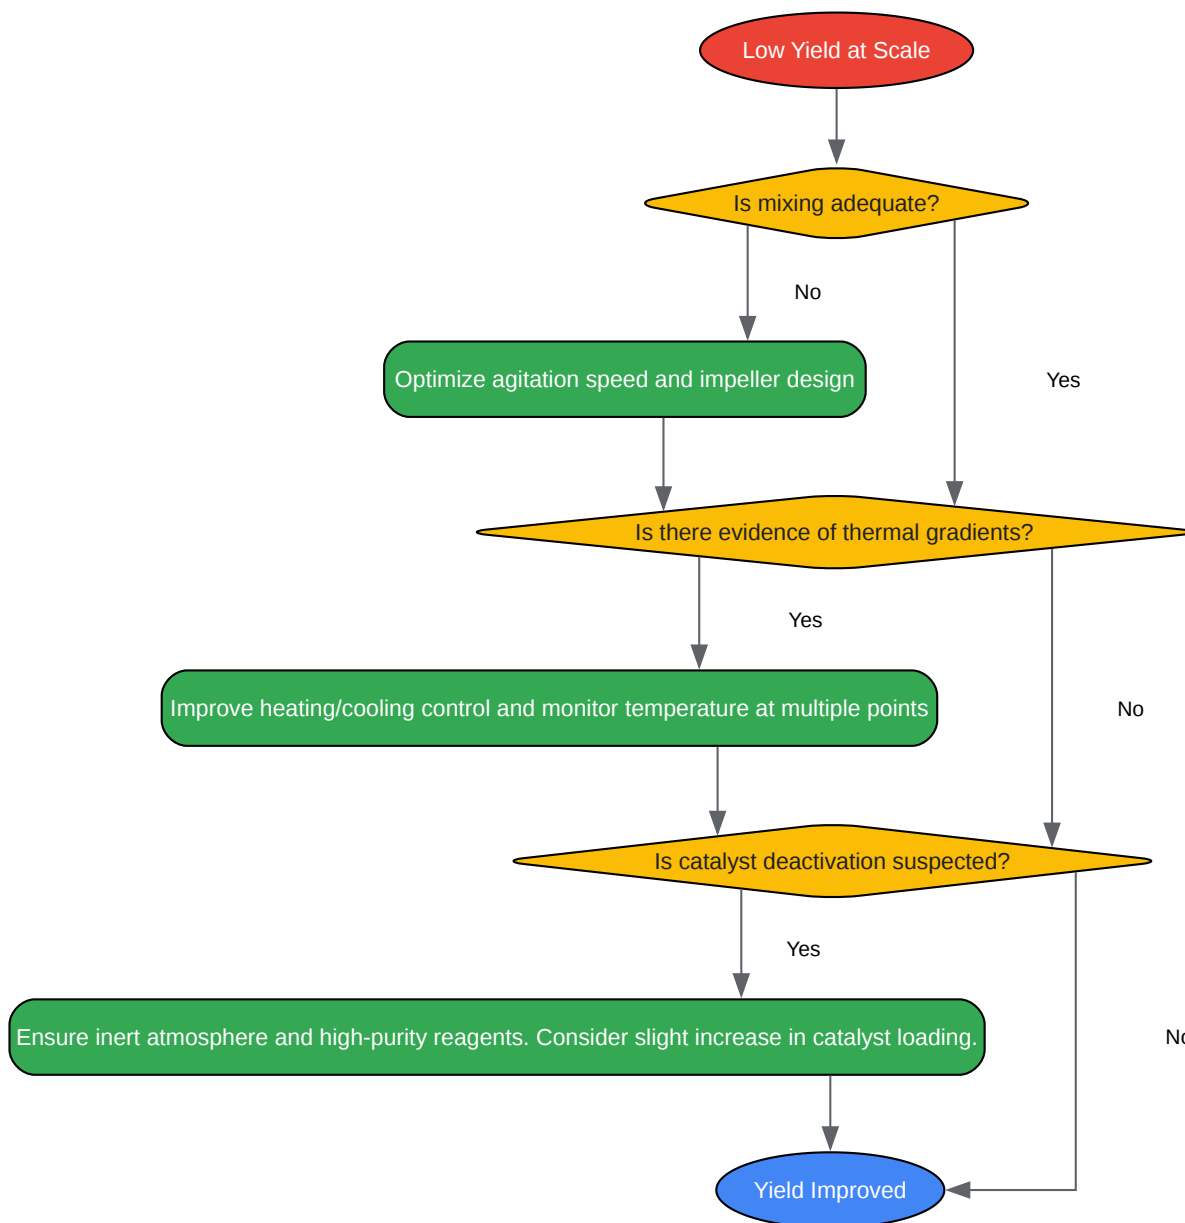 Low Yield at Scale
Is mixing adequate?
No
Optimize agitation speed and impeller design
Yes
Is there evidence of thermal gradients?
Yes
Improve heating/cooling control and monitor temperature at multiple points
No
Is catalyst deactivation suspected?
Yes
Ensure inert atmosphere and high-purity reagents. Consider slight increase in catalyst loading.
No
Yield Improved